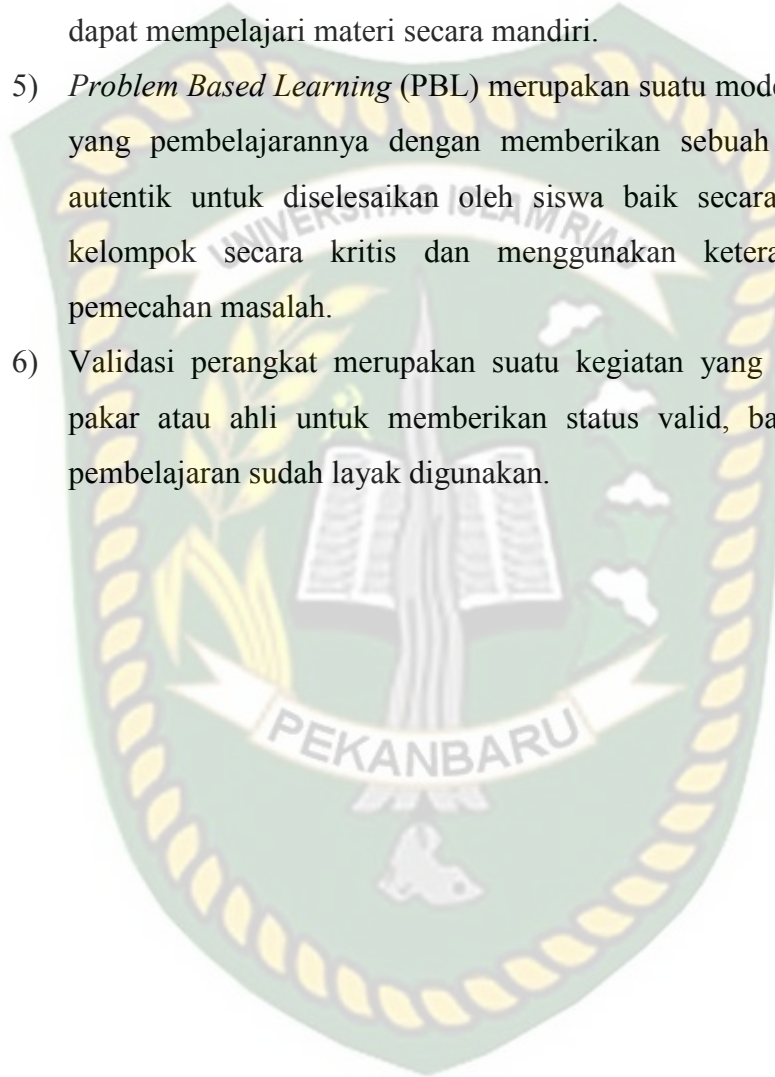 dapat mempelajari materi secara mandiri.
5) Problem Based Learning (PBL) merupakan suatu mode
yang pembelajarannya dengan memberikan sebuah
autentik untuk diselesaikan oleh siswa baik secara
UNIVERSITAS ISLAM RIAU
kelompok secara kritis dan menggunakan ketera
pemecahan masalah.
6) Validasi perangkat merupakan suatu kegiatan yang
pakar atau ahli untuk memberikan status valid, ba
pembelajaran sudah layak digunakan.
PEKANBARU